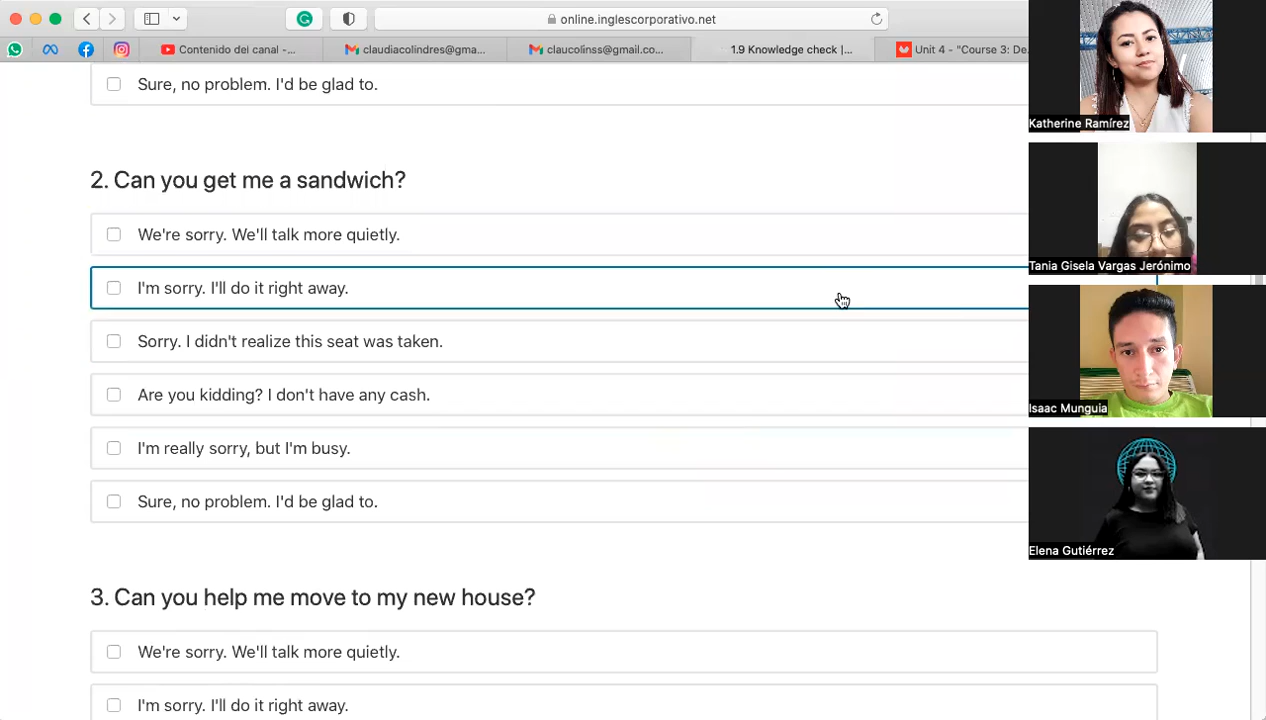 online.inglescorporativo.net
Contenido del canal -...
claudiacolindres@gma...
claucolinss@gmail.co...
1.9 Knowledge check |...
Unit 4 - "Course 3: De...
Sure, no problem. I'd be glad to.
2. Can you get me a sandwich?
We're sorry. We'll talk more quietly.
I'm sorry. I'll do it right away.
Sorry. I didn't realize this seat was taken.
Are you kidding? I don't have any cash.
I'm really sorry, but I'm busy.
Sure, no problem. I'd be glad to.
3. Can you help me move to my new house?
We're sorry. We'll talk more quietly.
I'm sorry. I'll do it right away.
Katherine Ramírez
Tania Gisela Vargas Jerónimo
Isaac Munguia
Elena Gutiérrez